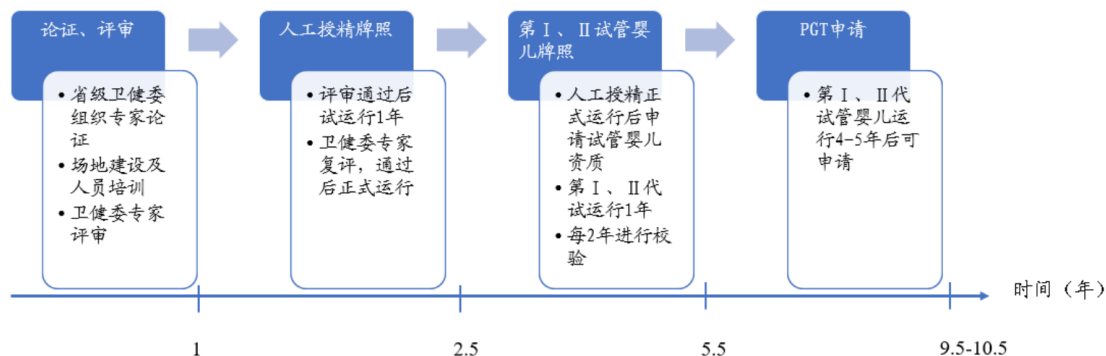 论证、评审
• 省级卫健委
组织专家论
证
• 场地建设及
人员培训
• 卫健委专家
评审
人工授精牌照
• 评审通过后
试运行1年
• 卫健委专家
复评，通过
后正式运行
第Ⅰ、Ⅱ试管婴
儿牌照
• 人工授精正
式运行后申
请试管婴儿
资质
• 第Ⅰ、Ⅱ代
试运行1年
• 每2年进行校
验
PGT申请
• 第Ⅰ、Ⅱ代
试管婴儿运
行4-5年后可
申请
时间（年）
1
2.5
5.5
9.5-10.5